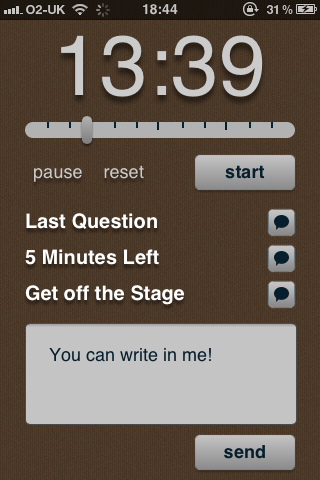 O2-UK 18:44 31%
13:39
pause reset start
Last Question
5 Minutes Left
Get off the Stage
You can write in me!
send